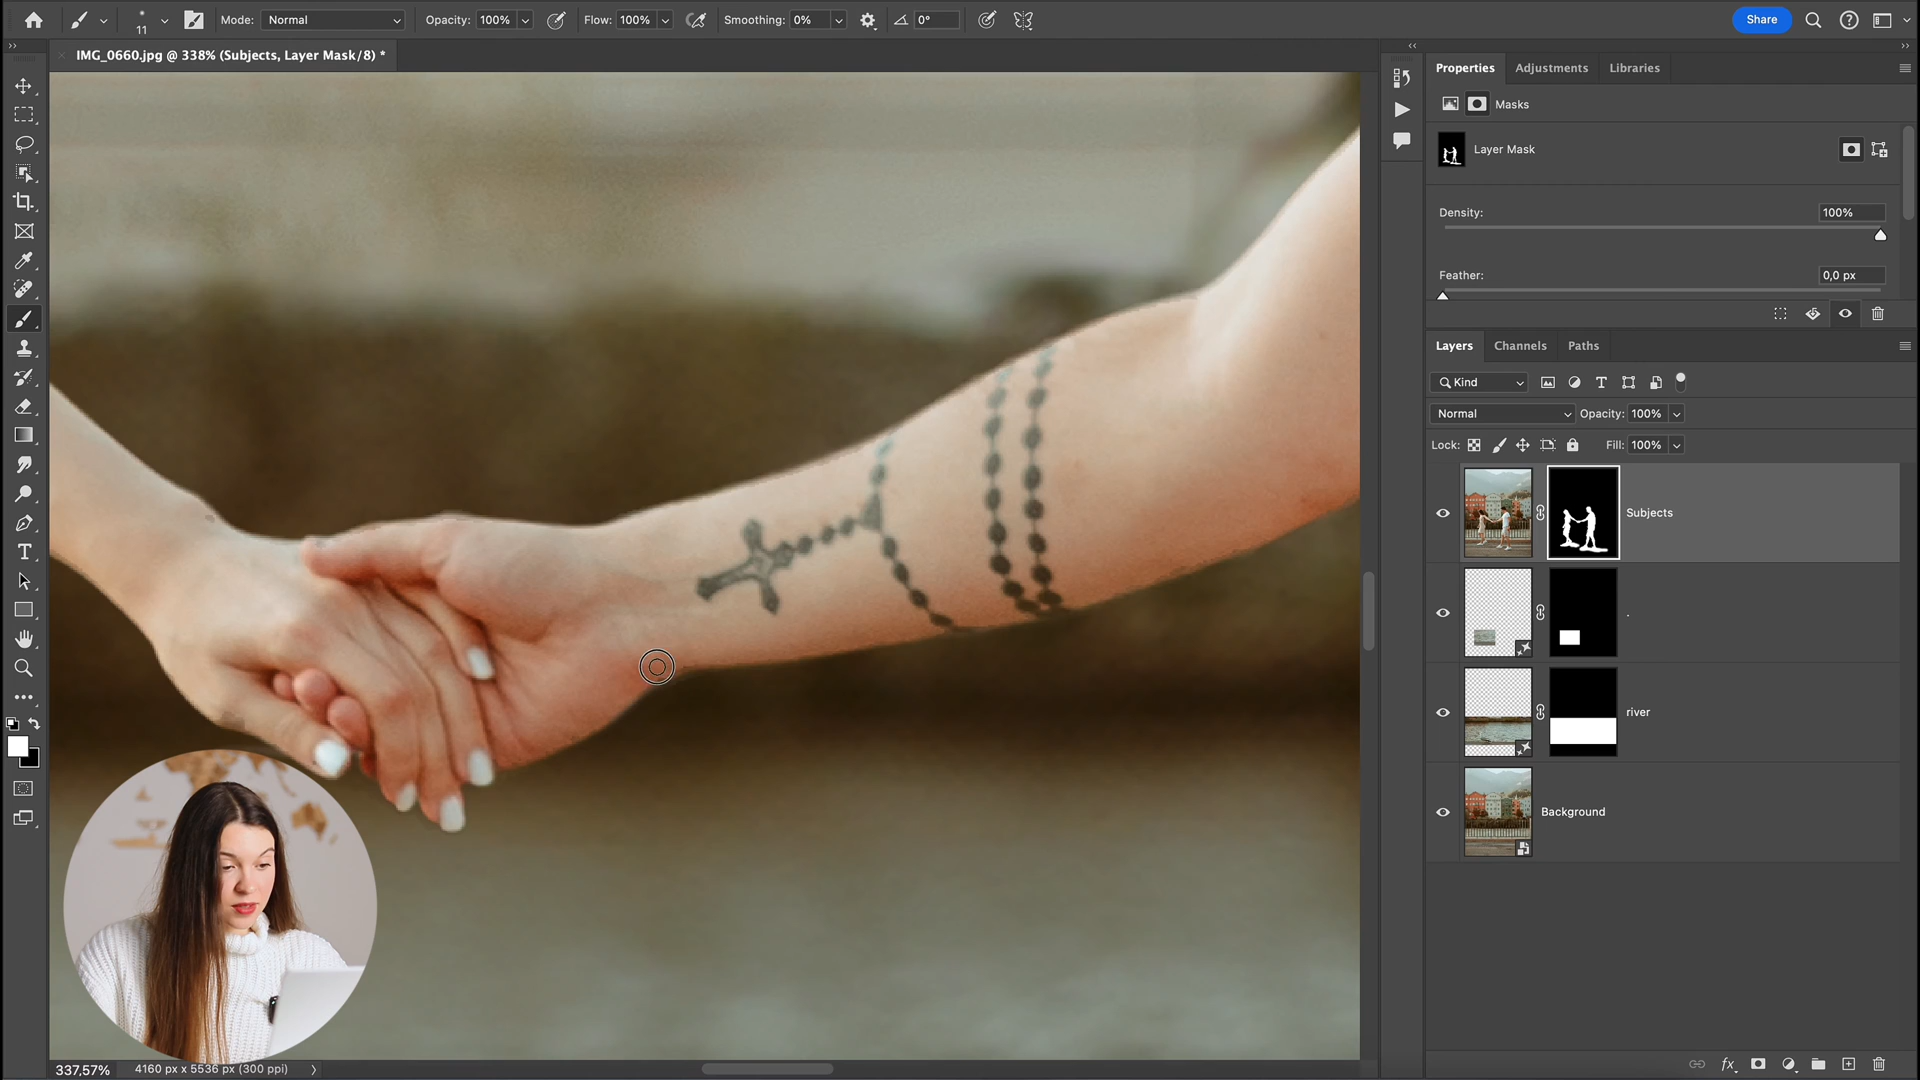 11
Mode: Normal
Opacity: 100%
Flow: 100%
Smoothing: 0%
0°
Share
IMG_0660.jpg @ 338% (Subjects, Layer Mask/8) *
Properties
Adjustments
Libraries
Masks
Layer Mask
Density: 100%
Feather: 0,0 px
Layers
Channels
Paths
Kind
Normal
Opacity: 100%
Lock:
Fill: 100%
Subjects
.
river
Background
fx
337,57%
4160 px x 5536 px (300 ppi)